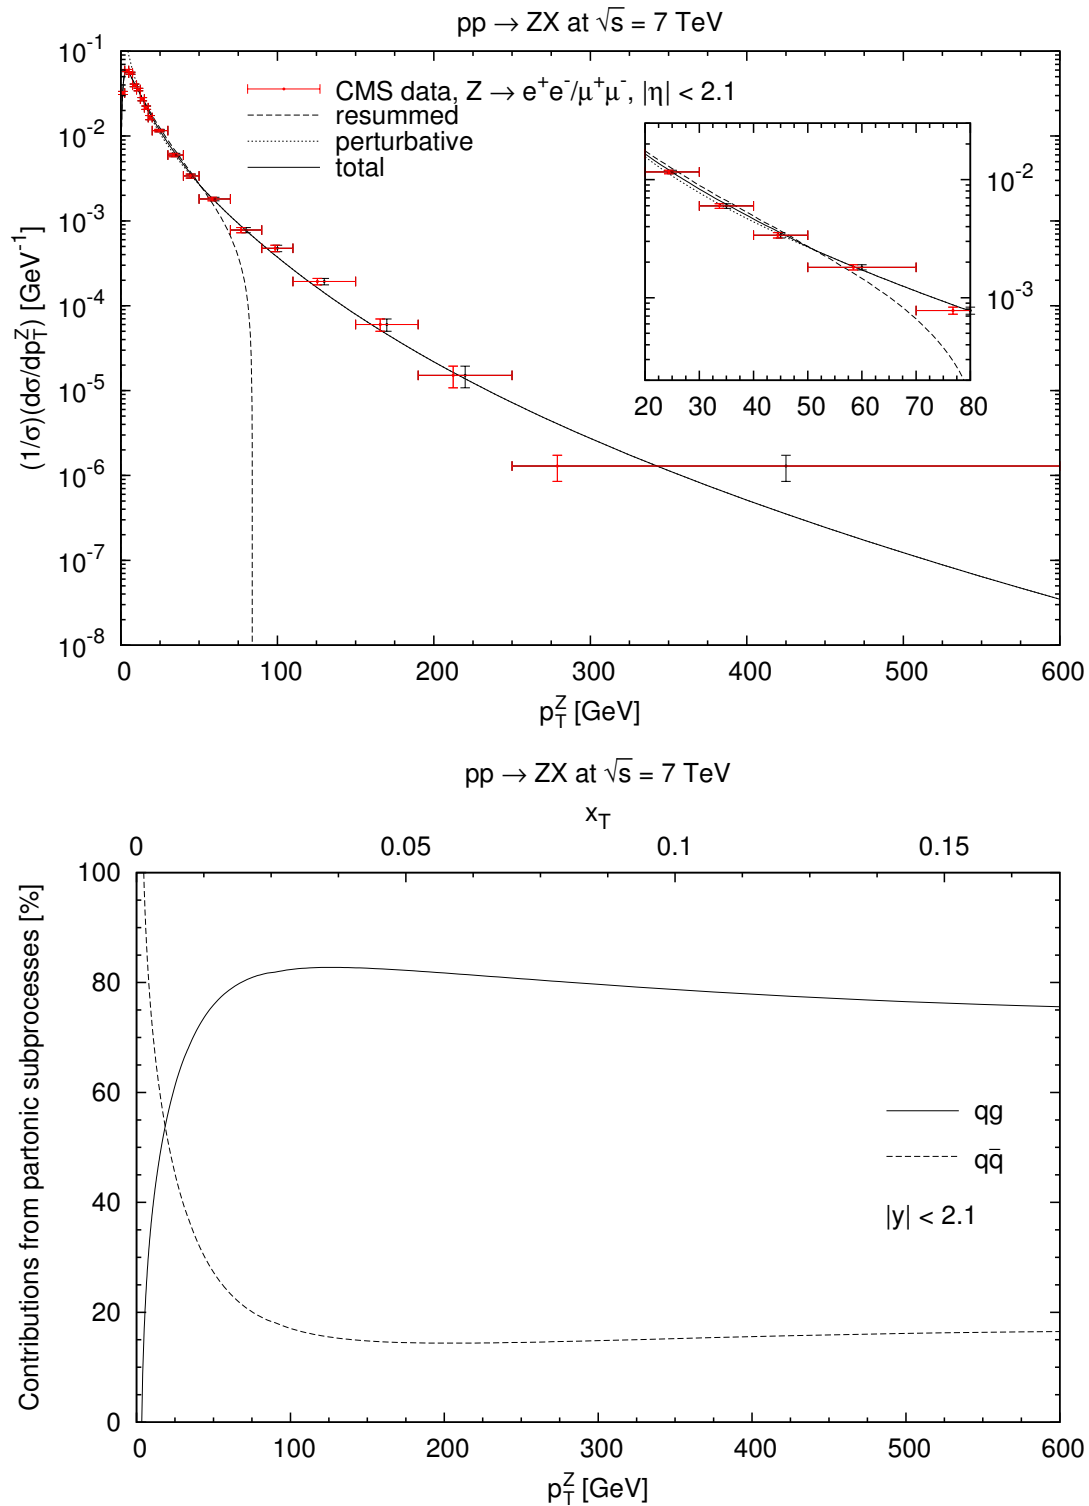 pp → ZX at √s = 7 TeV
(1/σ)(dσ/dp_T^Z) [GeV^-1]
10^-1
10^-2
10^-3
10^-4
10^-5
10^-6
10^-7
10^-8
CMS data, Z → e^+e^-/μ^+μ^-, |η| < 2.1
resummed
perturbative
total
10^-2
10^-3
20 30 40 50 60 70 80
0 100 200 300 400 500 600
p_T^Z [GeV]
pp → ZX at √s = 7 TeV
x_T
0 0.05 0.1 0.15
Contributions from partonic subprocesses [%]
100
80
60
40
20
0
qg
qq̄
|y| < 2.1
0 100 200 300 400 500 600
p_T^Z [GeV]